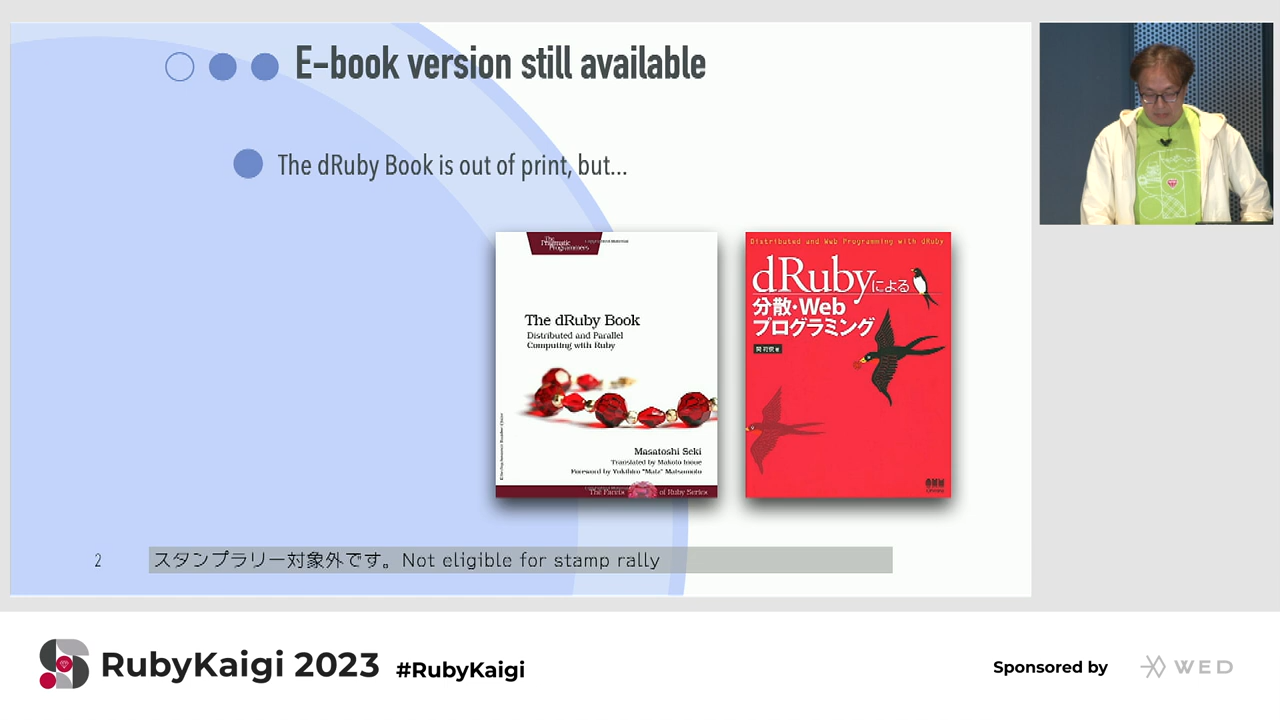 E-book version still available
The dRuby Book is out of print, but...
The
Pragmatic
Programmers
The dRuby Book
Distributed and Parallel
Computing with Ruby
Masatoshi Seki
Translated by Makoto Inoue
Foreword by Yukihiro "Matz" Matsumoto
The Facets of Ruby Series
Distributed and Web Programming with dRuby
dRubyによる
分散・Web
プログラミング
2
スタンプラリー対象外です。Not eligible for stamp rally
RubyKaigi 2023 #RubyKaigi
Sponsored by WED